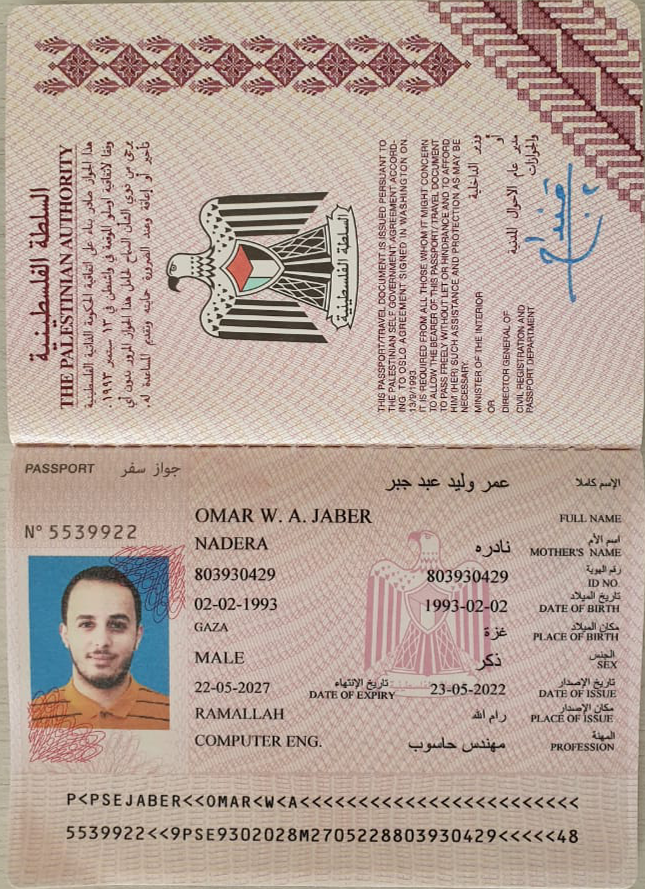 السلطة الفلسطينية
THE PALESTINIAN AUTHORITY
هذا الجواز صادر بناء على اتفاقية الحكومة الذاتية الفلسطينية
وفقا لاتفاقية اوسلو الموقعة في واشنطن في ١٣ سبتمبر ١٩٩٣.
يرجى من ذوي الشأن السماح لحامل هذا الجواز المرور بدون أي
تأخير أو إعاقة وعند الضرورة حمايته وتقديم المساعدة له.
السلطة الفلسطينية
THIS PASSPORT/TRAVEL DOCUMENT IS ISSUED PERSUANT TO
THE PALESTINIAN SELF GOVERNMENT AGREEMENT ACCORD-
ING TO OSLO AGREEMENT SIGNED IN WASHINGTON ON
13/9/1993.
IT IS REQUIRED FROM ALL THOSE WHOM IT MIGHT CONCERN
TO ALLOW THE BEARER OF THIS PASSPORT/TRAVEL DOCUMENT
TO PASS FREELY WITHOUT LET OR HINDRANCE AND TO AFFORD
HIM (HER) SUCH ASSISTANCE AND PROTECTION AS MAY BE
NECESSARY.
MINISTER OF THE INTERIOR وزير الداخلية
OR أو
DIRECTOR GENERAL OF مدير عام الاحوال المدنية
CIVIL REGISTRATION AND والجوازات
PASSPORT DEPARTMENT
PASSPORT جواز سفر
الإسم كاملا عمر وليد عبد جبر
N° 5539922
OMAR W. A. JABER FULL NAME
NADERA نادره اسم الأم MOTHER'S NAME
803930429 803930429 رقم الهوية ID NO
02-02-1993 1993-02-02 تاريخ الميلاد DATE OF BIRTH
GAZA غزة مكان الميلاد PLACE OF BIRTH
MALE ذكر الجنس SEX
22-05-2027 تاريخ الإنتهاء DATE OF EXPIRY 23-05-2022 تاريخ الإصدار DATE OF ISSUE
RAMALLAH رام الله مكان الإصدار PLACE OF ISSUE
COMPUTER ENG. مهندس حاسوب المهنة PROFESSION
P<PSEJABER<<OMAR<W<A<<<<<<<<<<<<<<<<<<<<<<<<
5539922<<9PSE9302028M2705228803930429<<<<<48